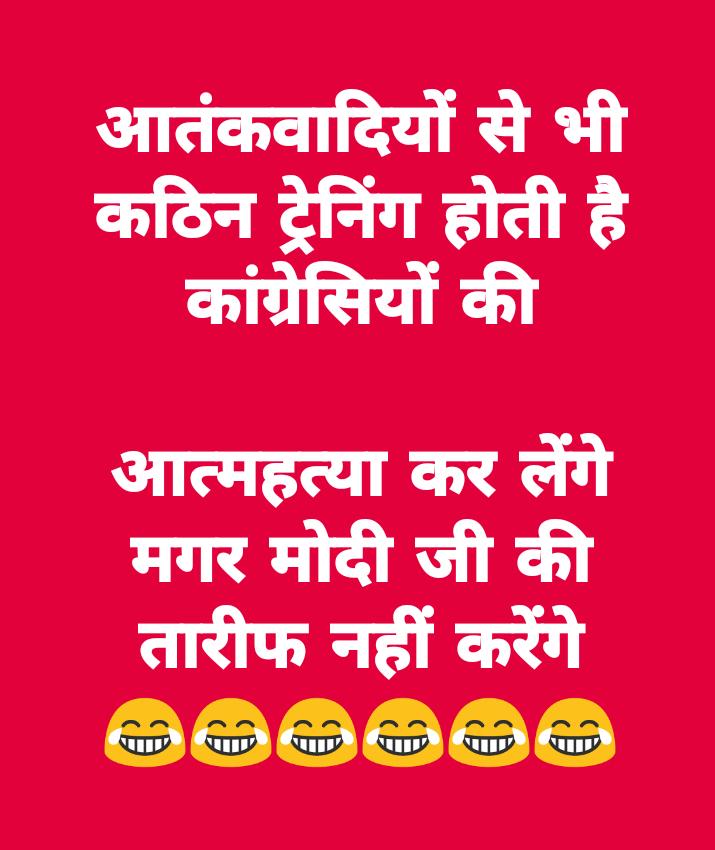 आतंकवादियों से भी
कठिन ट्रेनिंग होती है
कांग्रेसियों की
आत्महत्या कर लेंगे
मगर मोदी जी की
तारीफ नहीं करेंगे
😂😂😂😂😂😂